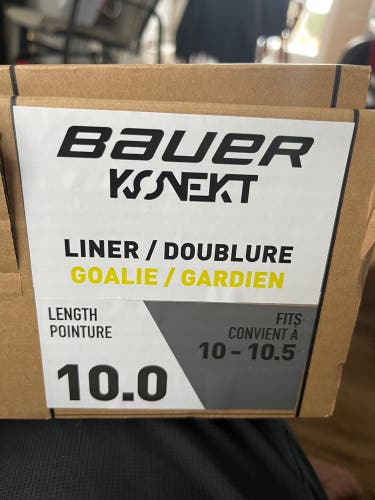 BAUER
KONEKT
LINER / DOUBLURE
GOALIE / GARDIEN
LENGTH
POINTURE
10.0
FITS
CONVIENT À
10 - 10.5